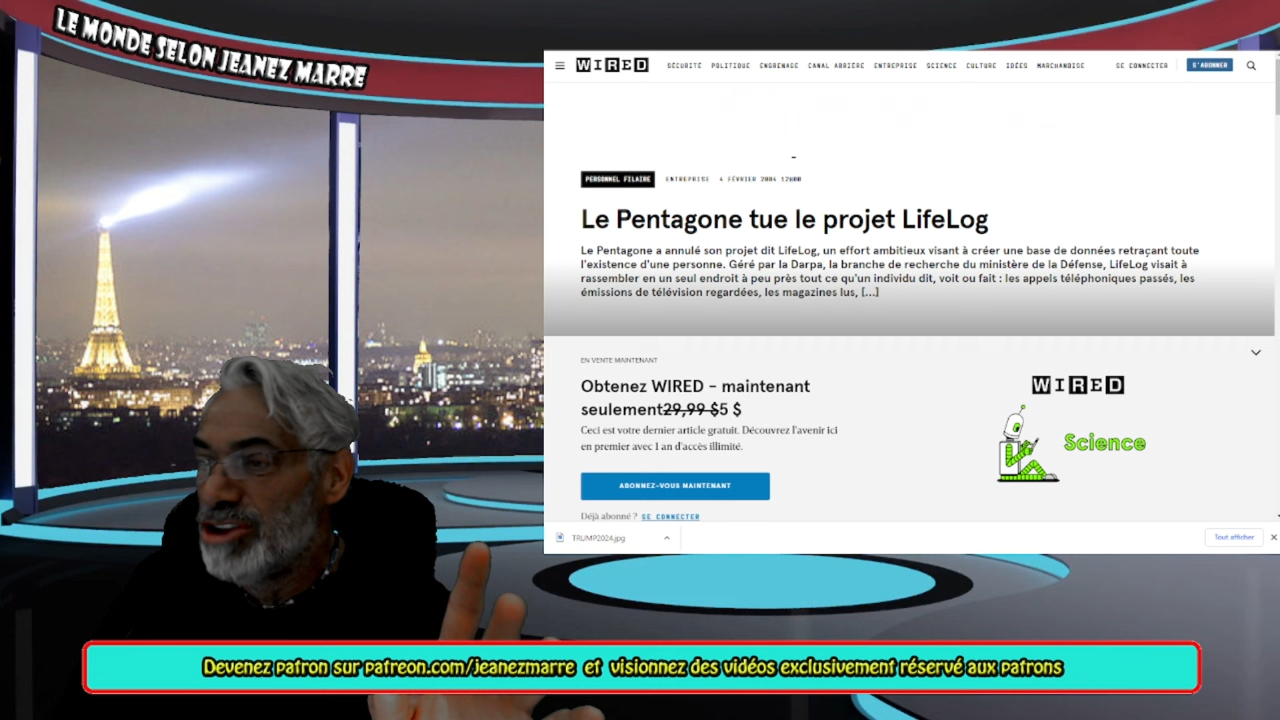 LE MONDE SELON JEANEZ MARRE
WIRED
SÉCURITÉ POLITIQUE ENGRENAGE CANAL ARRIÈRE ENTREPRISE SCIENCE CULTURE IDÉES MARCHANDISE SE CONNECTER S'ABONNER
PERSONNEL FILAIRE ENTREPRISE 4 FÉVRIER 2004 12H00
Le Pentagone tue le projet LifeLog
Le Pentagone a annulé son projet dit LifeLog, un effort ambitieux visant à créer une base de données retraçant toute
l'existence d'une personne. Géré par la Darpa, la branche de recherche du ministère de la Défense, LifeLog visait à
rassembler en un seul endroit à peu près tout ce qu'un individu dit, voit ou fait : les appels téléphoniques passés, les
émissions de télévision regardées, les magazines lus, [...]
EN VENTE MAINTENANT
Obtenez WIRED - maintenant
seulement29,99 $5 $
Ceci est votre dernier article gratuit. Découvrez l'avenir ici
en premier avec 1 an d'accès illimité.
ABONNEZ-VOUS MAINTENANT
Déjà abonné ? SE CONNECTER
WIRED
Science
TRUMP2024.jpg
Tout afficher
Devenez patron sur patreon.com/jeanezmarre et visionnez des vidéos exclusivement réservé aux patrons